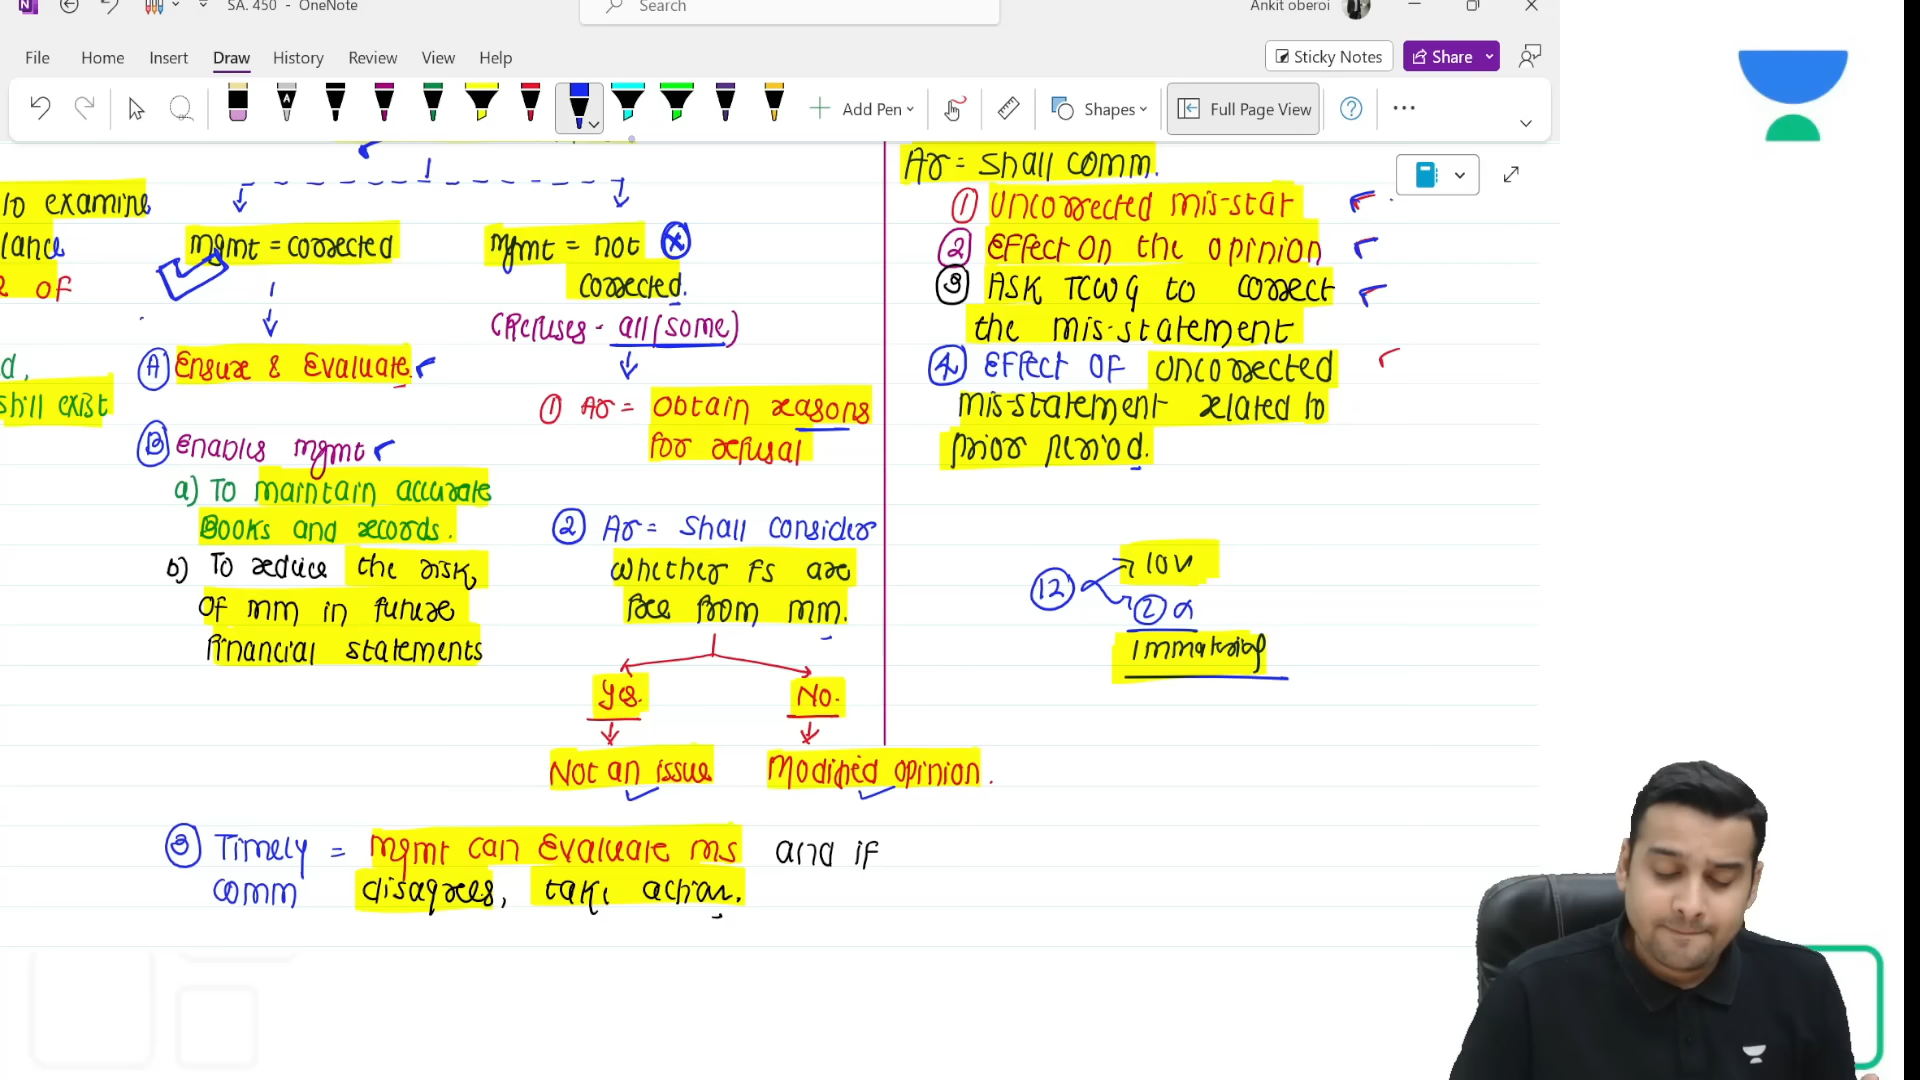 SA. 450 - OneNote
Search
Ankit oberoi
File Home Insert Draw History Review View Help
Sticky Notes
Share
Add Pen
Shapes
Full Page View
to examine
of
d,
shill exist
mgmt = corrected
(A) Ensure & Evaluate.
(B) Enables mgmt
a) To maintain accurate
Books and records.
b) To reduce the risk,
Of mm in future
Financial statements
mgmt = not
corrected.
(Refuses - all/some)
① Ar = Obtain reasons
for refusal
② Ar = Shall consider
Whether FS are
free from mm.
Yes.
No.
Not an issue
Modified opinion.
③ Timely = mgmt can Evaluate ms and if
comm disagrees, take action.
Ar = Shall comm.
① Uncorrected mis-stat
② Effect On the opinion
③ ASK TCWG to correct
the mis-statement
④ Effect OF Uncorrected
mis-statement related to
prior period.
12
10
2
Immaterial